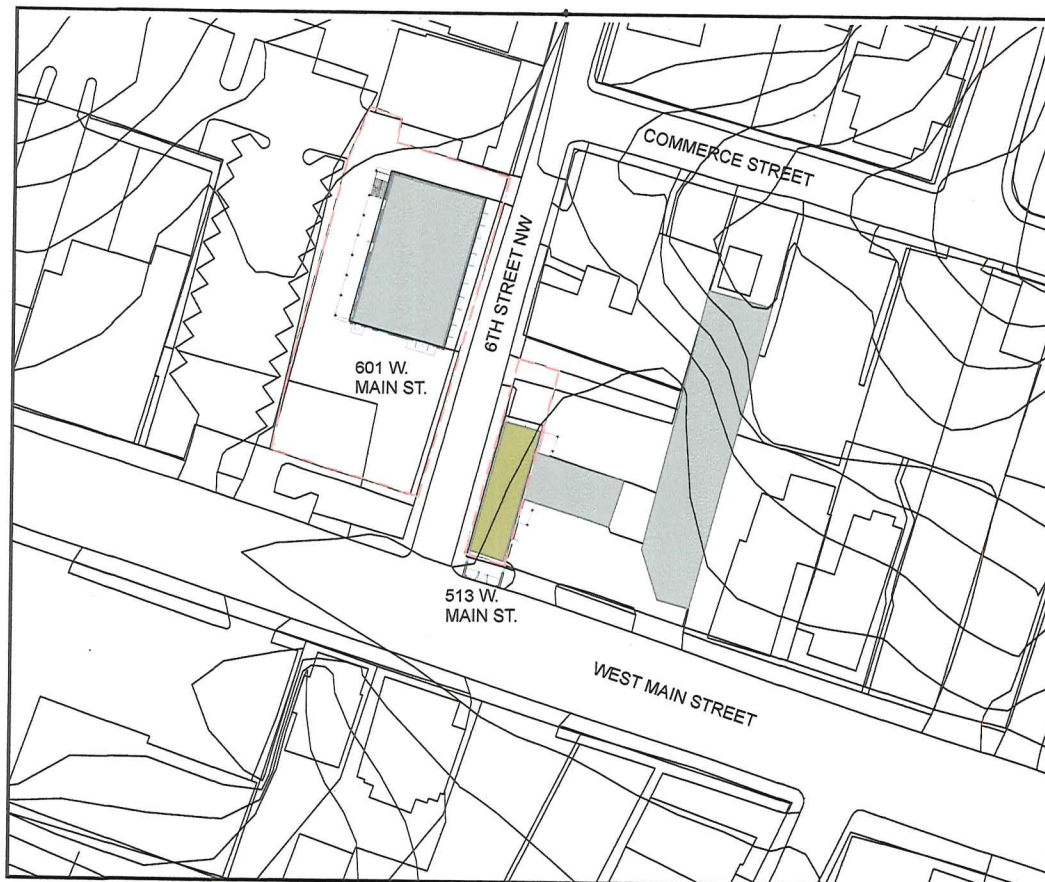 COMMERCE STREET
6TH STREET NW
601 W.
MAIN ST.
513 W.
MAIN ST.
WEST MAIN STREET